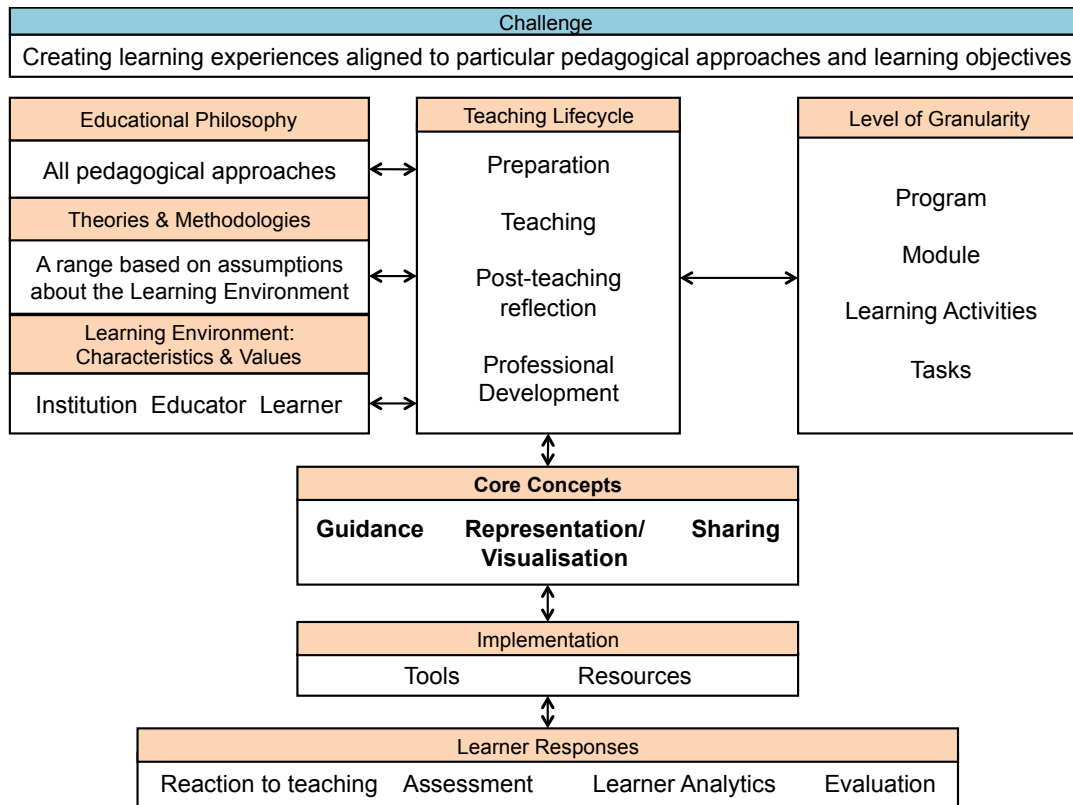 Challenge
Creating learning experiences aligned to particular pedagogical approaches and learning objectives
Educational Philosophy
All pedagogical approaches
Theories & Methodologies
A range based on assumptions
about the Learning Environment
Learning Environment:
Characteristics & Values
Institution Educator Learner
Teaching Lifecycle
Preparation
Teaching
Post-teaching
reflection
Professional
Development
Level of Granularity
Program
Module
Learning Activities
Tasks
Core Concepts
Guidance Representation/ Sharing
Visualisation
Implementation
Tools Resources
Learner Responses
Reaction to teaching Assessment Learner Analytics Evaluation